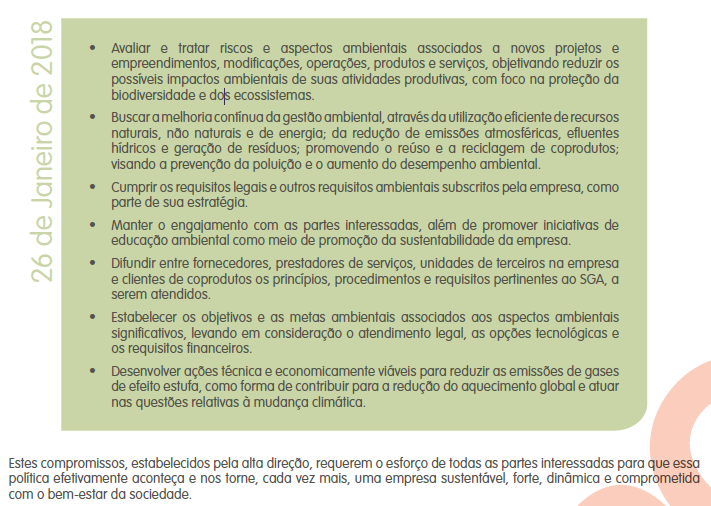 26 de Janeiro de 2018
• Avaliar e tratar riscos e aspectos ambientais associados a novos projetos e
empreendimentos, modificações, operações, produtos e serviços, objetivando reduzir os
possíveis impactos ambientais de suas atividades produtivas, com foco na proteção da
biodiversidade e dos ecossistemas.
• Buscar a melhoria contínua da gestão ambiental, através da utilização eficiente de recursos
naturais, não naturais e de energia; da redução de emissões atmosféricas, efluentes
hídricos e geração de resíduos; promovendo o reúso e a reciclagem de coprodutos;
visando a prevenção da poluição e o aumento do desempenho ambiental.
• Cumprir os requisitos legais e outros requisitos ambientais subscritos pela empresa, como
parte de sua estratégia.
• Manter o engajamento com as partes interessadas, além de promover iniciativas de
educação ambiental como meio de promoção da sustentabilidade da empresa.
• Difundir entre fornecedores, prestadores de serviços, unidades de terceiros na empresa
e clientes de coprodutos os princípios, procedimentos e requisitos pertinentes ao SGA, a
serem atendidos.
• Estabelecer os objetivos e as metas ambientais associados aos aspectos ambientais
significativos, levando em consideração o atendimento legal, as opções tecnológicas e
os requisitos financeiros.
• Desenvolver ações técnica e economicamente viáveis para reduzir as emissões de gases
de efeito estufa, como forma de contribuir para a redução do aquecimento global e atuar
nas questões relativas à mudança climática.
Estes compromissos, estabelecidos pela alta direção, requerem o esforço de todas as partes interessadas para que essa
política efetivamente aconteça e nos torne, cada vez mais, uma empresa sustentável, forte, dinâmica e comprometida
com o bem-estar da sociedade.